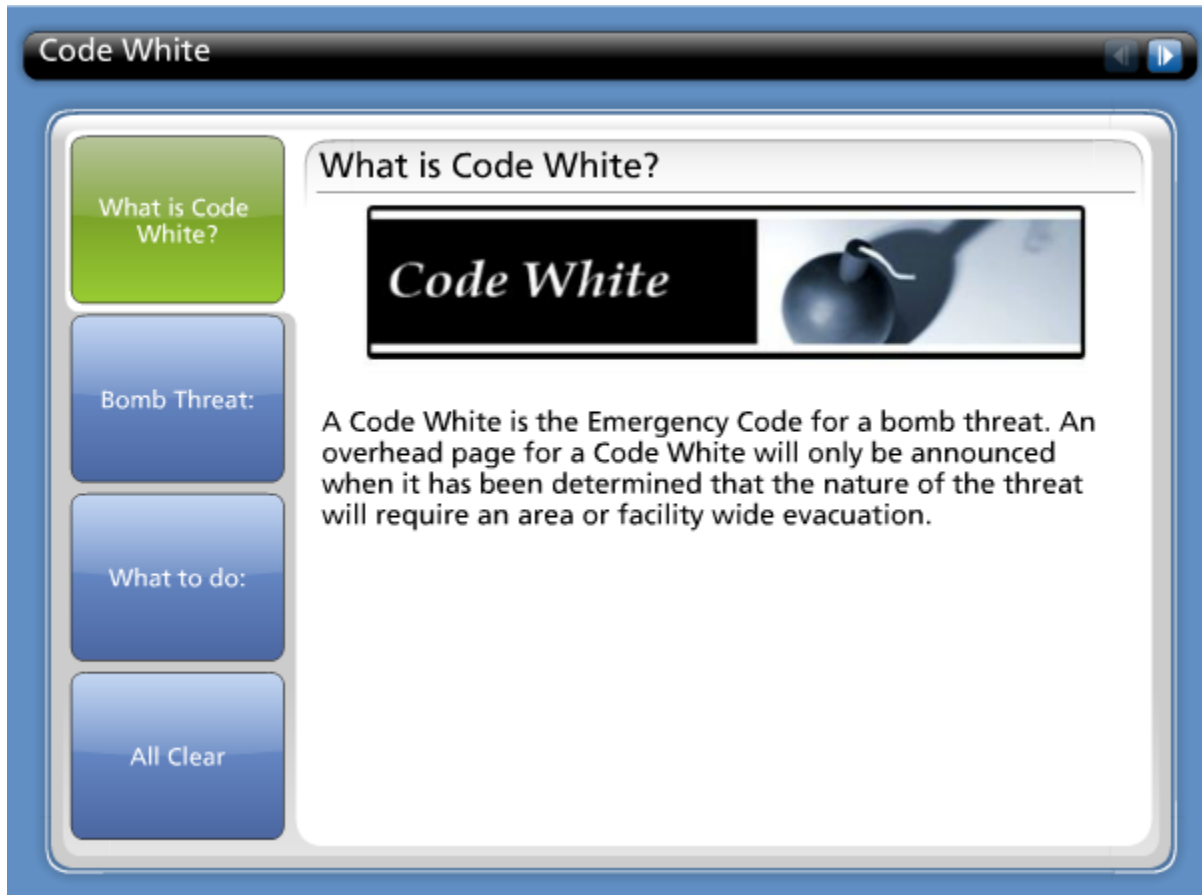 Code White
What is Code
White?
Bomb Threat:
What to do:
All Clear
What is Code White?
Code White
A Code White is the Emergency Code for a bomb threat. An
overhead page for a Code White will only be announced
when it has been determined that the nature of the threat
will require an area or facility wide evacuation.